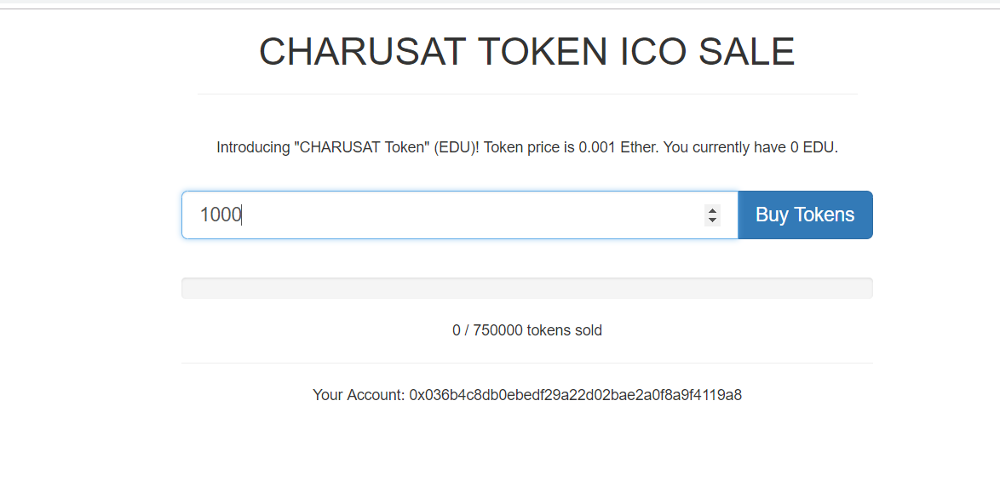 CHARUSAT TOKEN ICO SALE
Introducing "CHARUSAT Token" (EDU)! Token price is 0.001 Ether. You currently have 0 EDU.
1000
Buy Tokens
0 / 750000 tokens sold
Your Account: 0x036b4c8db0ebedf29a22d02bae2a0f8a9f4119a8